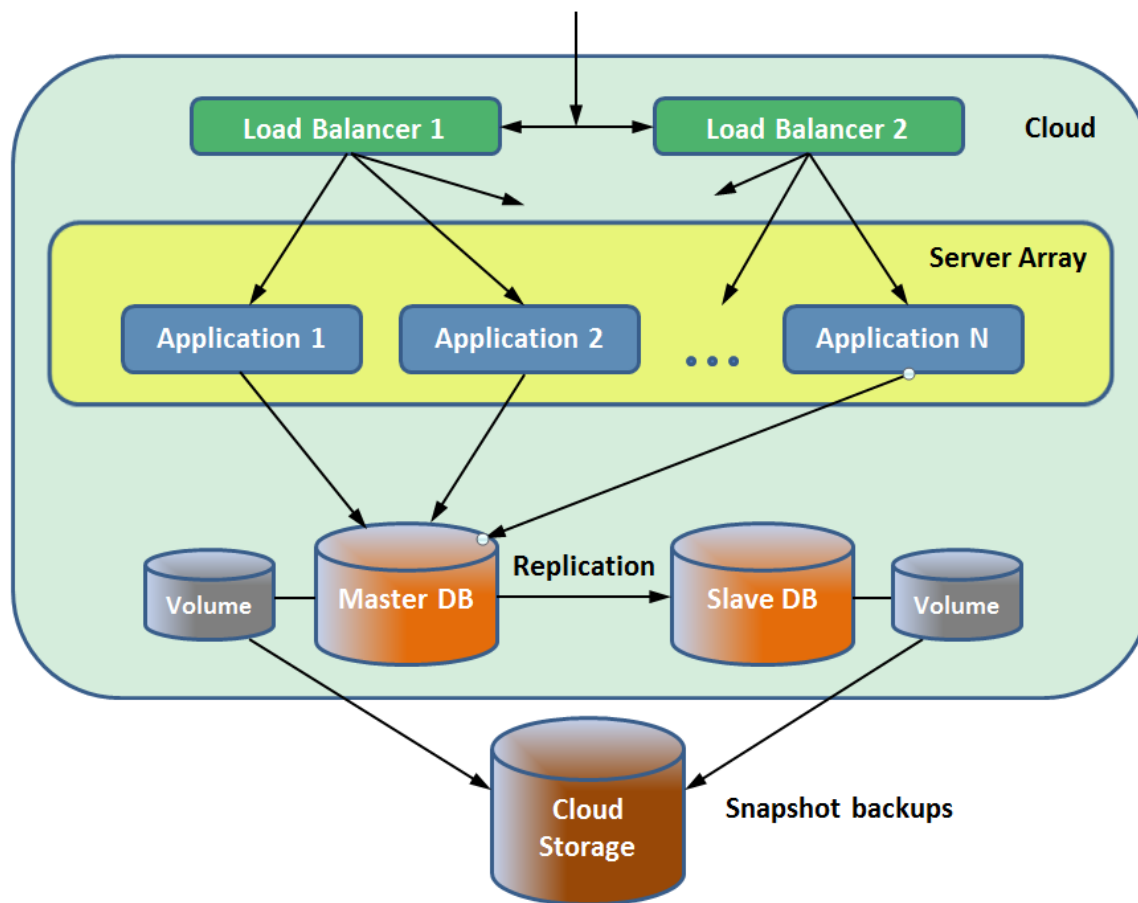 Load Balancer 1
Load Balancer 2
Cloud
Server Array
Application 1
Application 2
...
Application N
Replication
Volume
Master DB
Slave DB
Volume
Cloud
Storage
Snapshot backups